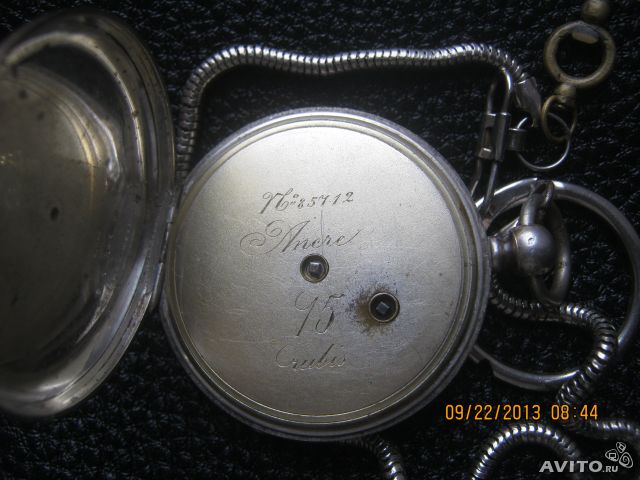 No 85712
Ancre
15
rubis
09/22/2013 08:44
AVITO.ru